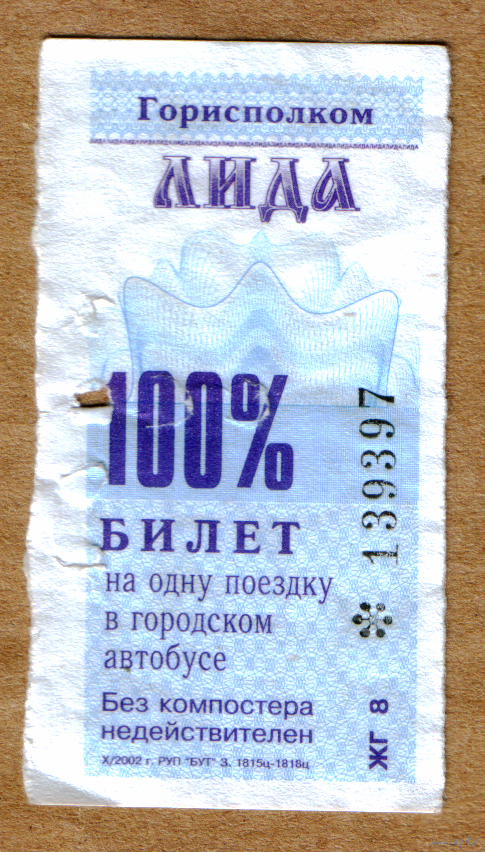 Горисполком
ЛИДА
100%
БИЛЕТ
на одну поездку
в городском
автобусе
Без компостера
недействителен
X/2002 г. РУП "БУТ" З. 1815ц-1818ц
139397
ЖГ 8